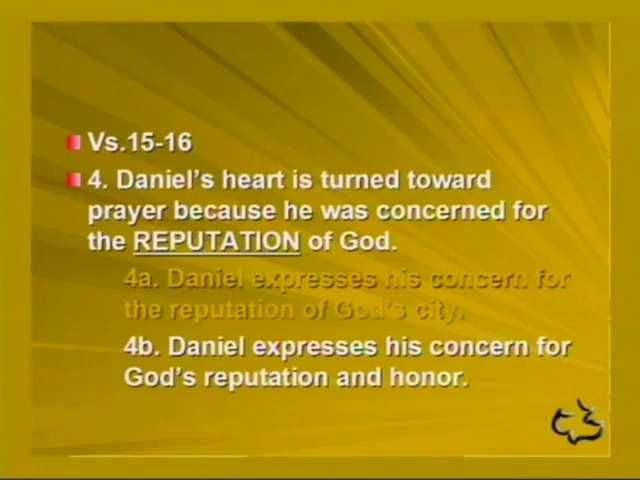 Vs.15-16
4. Daniel's heart is turned toward
prayer because he was concerned for
the REPUTATION of God.
4a. Daniel expresses his concern for
the reputation of God's city.
4b. Daniel expresses his concern for
God's reputation and honor.